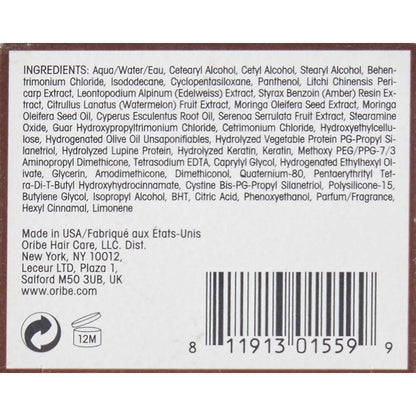 INGREDIENTS: Aqua/Water/Eau, Cetearyl Alcohol, Cetyl Alcohol, Stearyl Alcohol, Behen-
trimonium Chloride, Isododecane, Cyclopentasiloxane, Panthenol, Litchi Chinensis Peri-
carp Extract, Leontopodium Alpinum (Edelweiss) Extract, Styrax Benzoin (Amber) Resin Ex-
tract, Citrullus Lanatus (Watermelon) Fruit Extract, Moringa Oleifera Seed Extract, Moringa
Oleifera Seed Oil, Cyperus Esculentus Root Oil, Serenoa Serrulata Fruit Extract, Stearamine
Oxide, Guar Hydroxypropyltrimonium Chloride, Cetrimonium Chloride, Hydroxyethylcellu-
lose, Hydrogenated Olive Oil Unsaponifiables, Hydrolyzed Vegetable Protein PG-Propyl Si-
lanetriol, Hydrolyzed Lupine Protein, Hydrolyzed Keratin, Keratin, Methoxy PEG/PPG-7/3
Aminopropyl Dimethicone, Tetrasodium EDTA, Caprylyl Glycol, Hydrogenated Ethylhexyl Ol-
ivate, Glycerin, Amodimethicone, Dimethiconol, Quaternium-80, Pentaerythrityl Tet-
ra-Di-T-Butyl Hydroxyhydrocinnamate, Cystine Bis-PG-Propyl Silanetriol, Polysilicone-15,
Butylene Glycol, Isopropyl Alcohol, BHT, Citric Acid, Phenoxyethanol, Parfum/Fragrance,
Hexyl Cinnamal, Limonene
Made in USA/Fabriqué aux États-Unis
Oribe Hair Care, LLC. Dist.
New York, NY 10012,
Leceur LTD, Plaza 1,
Salford M50 3UB, UK
www.oribe.com
12M
8 11913 01559 9